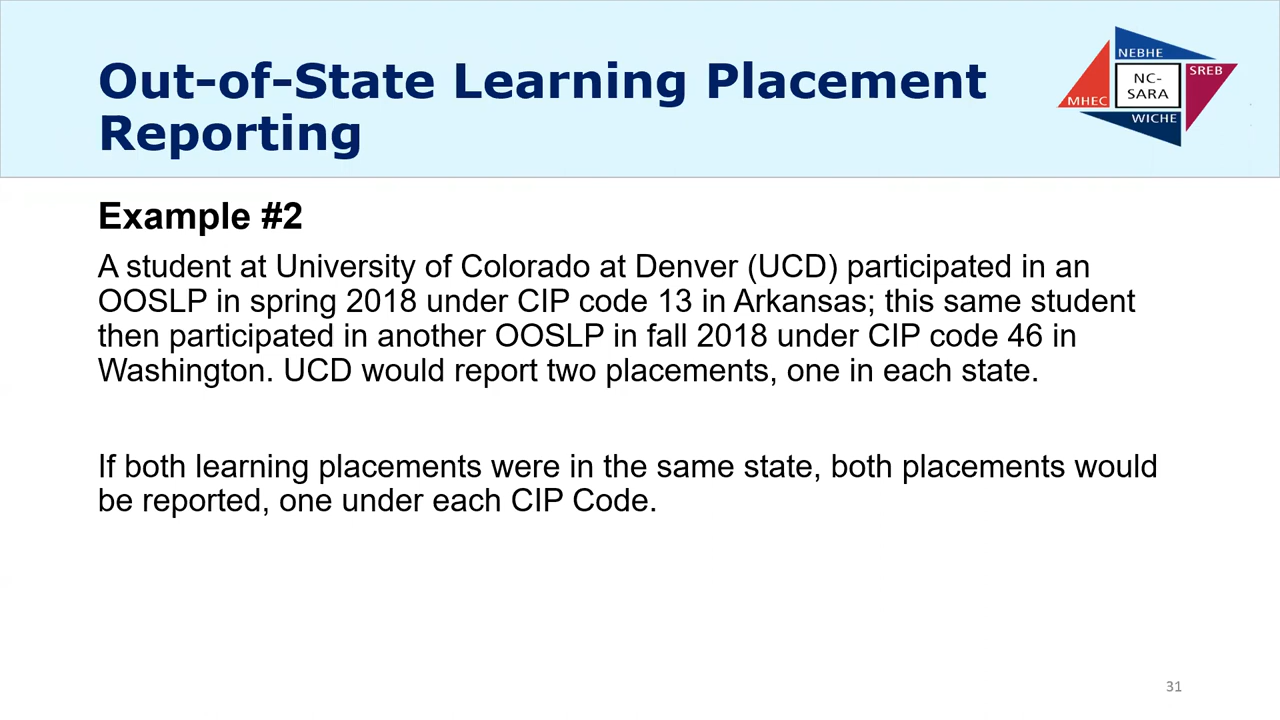 Out-of-State Learning Placement
Reporting
NEBHE
SREB
NC-
SARA
MHEC
WICHE
Example #2
A student at University of Colorado at Denver (UCD) participated in an
OOSLP in spring 2018 under CIP code 13 in Arkansas; this same student
then participated in another OOSLP in fall 2018 under CIP code 46 in
Washington. UCD would report two placements, one in each state.
If both learning placements were in the same state, both placements would
be reported, one under each CIP Code.
31